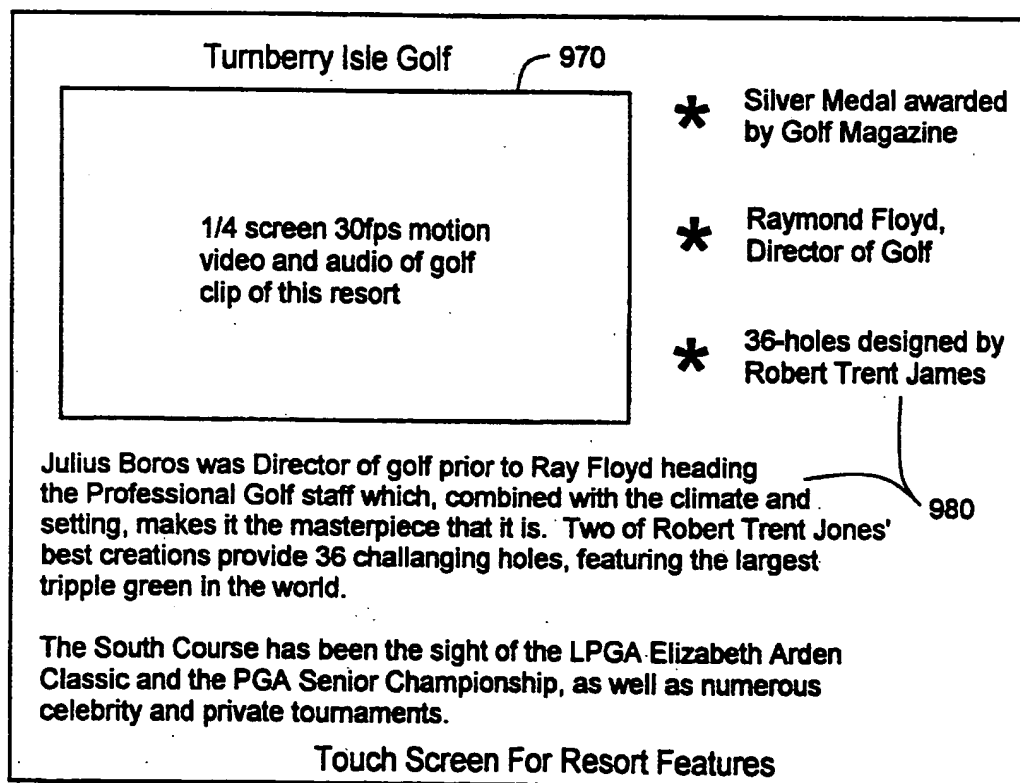 Turnberry Isle Golf
970
1/4 screen 30fps motion
video and audio of golf
clip of this resort
* Silver Medal awarded
by Golf Magazine
* Raymond Floyd,
Director of Golf
* 36-holes designed by
Robert Trent James
Julius Boros was Director of golf prior to Ray Floyd heading
the Professional Golf staff which, combined with the climate and
setting, makes it the masterpiece that it is. Two of Robert Trent Jones'
best creations provide 36 challanging holes, featuring the largest
tripple green in the world.
980
The South Course has been the sight of the LPGA Elizabeth Arden
Classic and the PGA Senior Championship, as well as numerous
celebrity and private tournaments.
Touch Screen For Resort Features